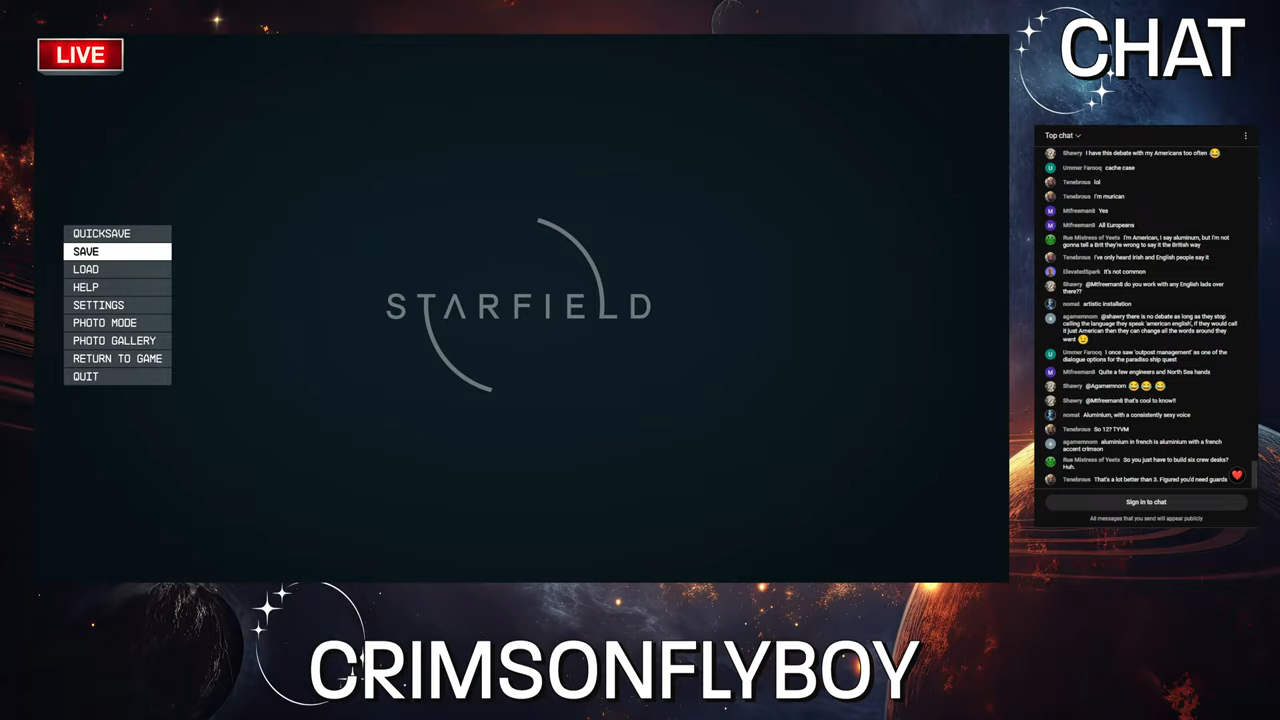 LIVE
CHAT
QUICKSAVE
SAVE
LOAD
HELP
SETTINGS
PHOTO MODE
PHOTO GALLERY
RETURN TO GAME
QUIT
STARFIELD
Top chat
Shawry I have this debate with my Americans too often 😂
U
Ummer Farooq cache case
Tenebrous lol
Tenebrous I'm murican
M
Mtfreeman8 Yes
M
Mtfreeman8 All Europeans
Rue Mistress of Yeets I'm American, I say aluminum, but I'm not
gonna tell a Brit they're wrong to say it the British way
Tenebrous I've only heard Irish and English people say it
ElevatedSpark It's not common
Shawry @Mtfreeman8 do you work with any English lads over
there??
nomat artistic installation
a
agamemnom @shawry there is no debate as long as they stop
calling the language they speak 'american english', if they would call
it just American then they can change all the words around they
want 😉
U
Ummer Farooq I once saw 'outpost management' as one of the
dialogue options for the paradiso ship quest
M
Mtfreeman8 Quite a few engineers and North Sea hands
Shawry @Agamemnom 😂 😂 😂
Shawry @Mtfreeman8 that's cool to know!!
nomat Aluminium, with a consistently sexy voice
Tenebrous So 12? TYVM
a
agamemnom aluminium in french is aluminium with a french
accent crimson
Rue Mistress of Yeets So you just have to build six crew desks?
Huh.
Tenebrous That's a lot better than 3. Figured you'd need guards
Sign in to chat
All messages that you send will appear publicly
CRIMSONFLYBOY